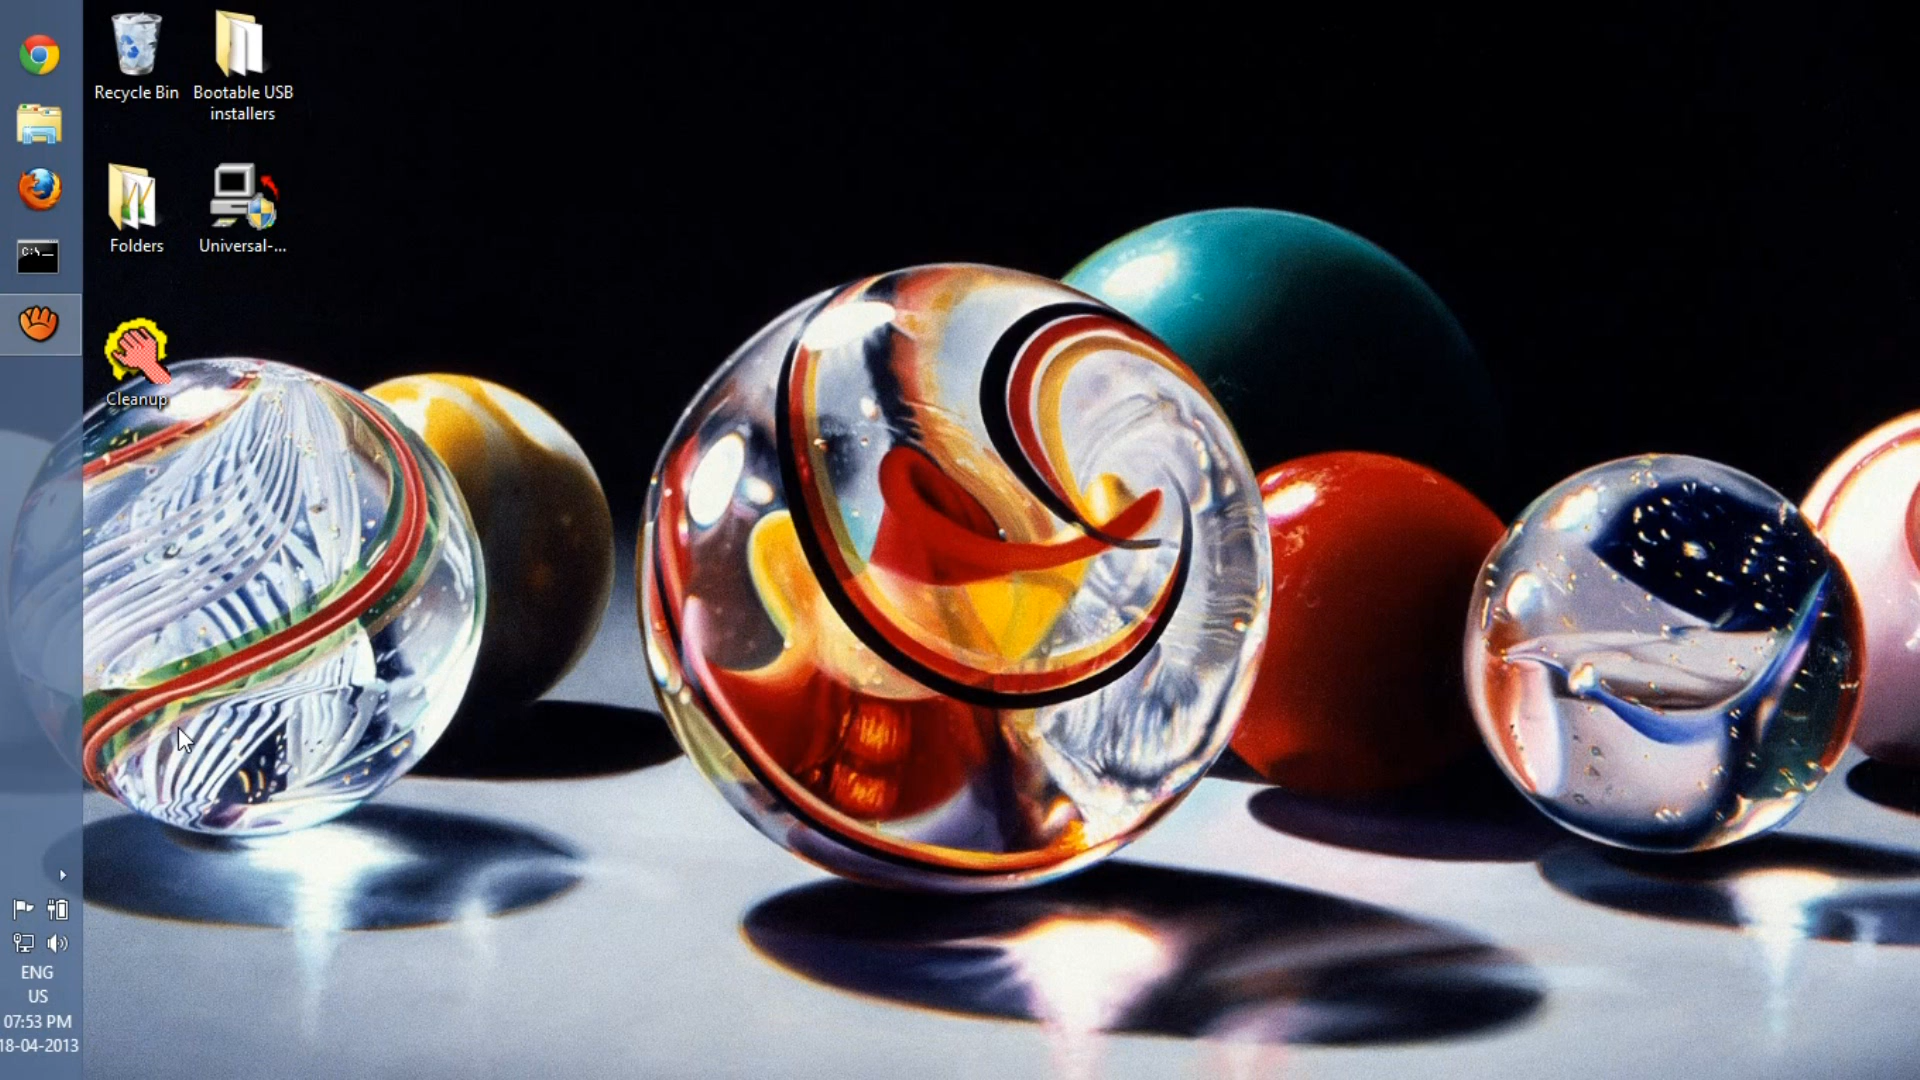 Recycle Bin
Bootable USB
installers
Folders
Universal-...
C:\
Cleanup
ENG
US
07:53 PM
18-04-2013